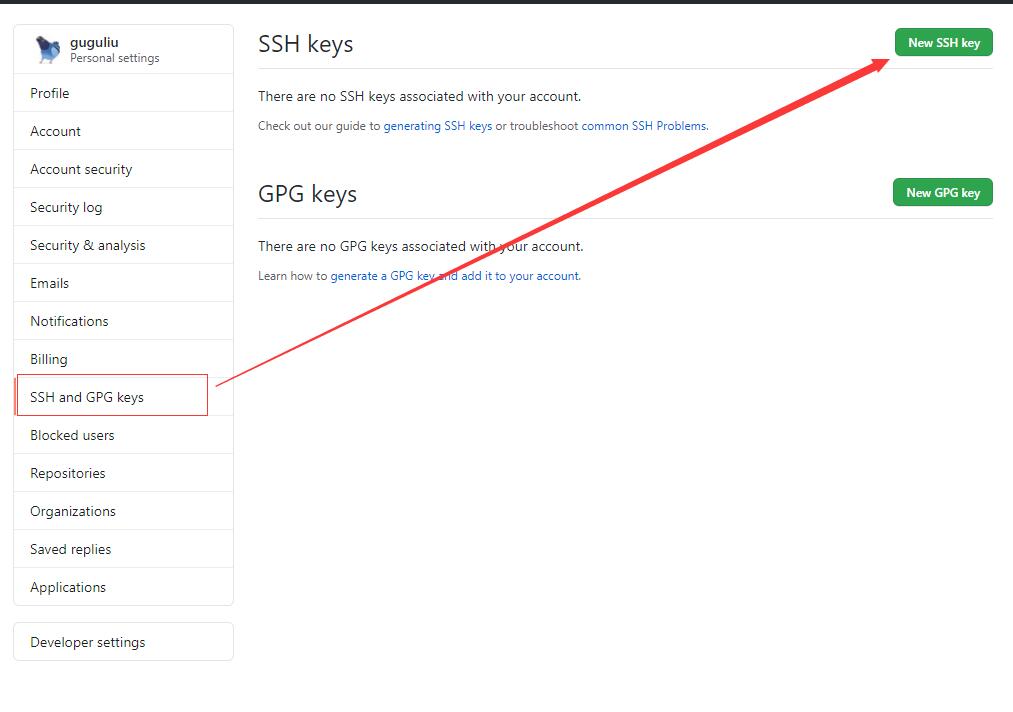 guguliu
Personal settings
Profile
Account
Account security
Security log
Security & analysis
Emails
Notifications
Billing
SSH and GPG keys
Blocked users
Repositories
Organizations
Saved replies
Applications
Developer settings
SSH keys
New SSH key
There are no SSH keys associated with your account.
Check out our guide to generating SSH keys or troubleshoot common SSH Problems.
GPG keys
New GPG key
There are no GPG keys associated with your account.
Learn how to generate a GPG key and add it to your account.